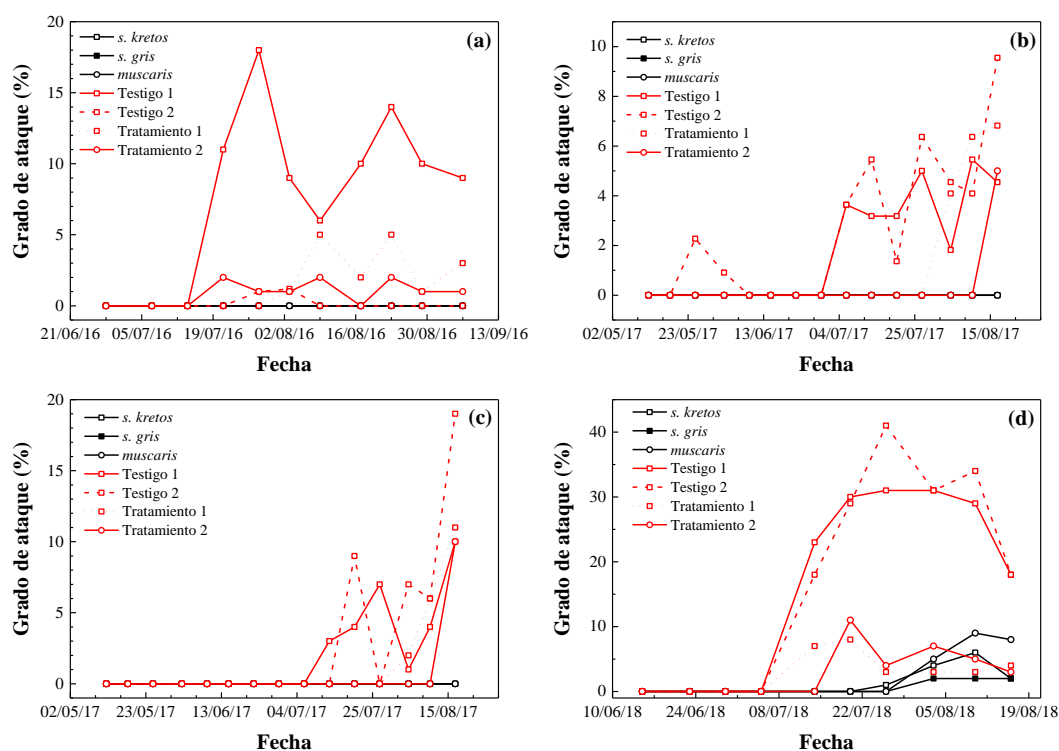 (a)
s. kretos
s. gris
muscaris
Testigo 1
Testigo 2
Tratamiento 1
Tratamiento 2
Grado de ataque (%)
20
15
10
5
0
21/06/16 05/07/16 19/07/16 02/08/16 16/08/16 30/08/16 13/09/16
Fecha
(b)
s. kretos
s. gris
muscaris
Testigo 1
Testigo 2
Tratamiento 1
Tratamiento 2
Grado de ataque (%)
10
8
6
4
2
0
02/05/17 23/05/17 13/06/17 04/07/17 25/07/17 15/08/17
Fecha
(c)
s. kretos
s. gris
muscaris
Testigo 1
Testigo 2
Tratamiento 1
Tratamiento 2
Grado de ataque (%)
20
15
10
5
0
02/05/17 23/05/17 13/06/17 04/07/17 25/07/17 15/08/17
Fecha
(d)
s. kretos
s. gris
muscaris
Testigo 1
Testigo 2
Tratamiento 1
Tratamiento 2
Grado de ataque (%)
40
30
20
10
0
10/06/18 24/06/18 08/07/18 22/07/18 05/08/18 19/08/18
Fecha